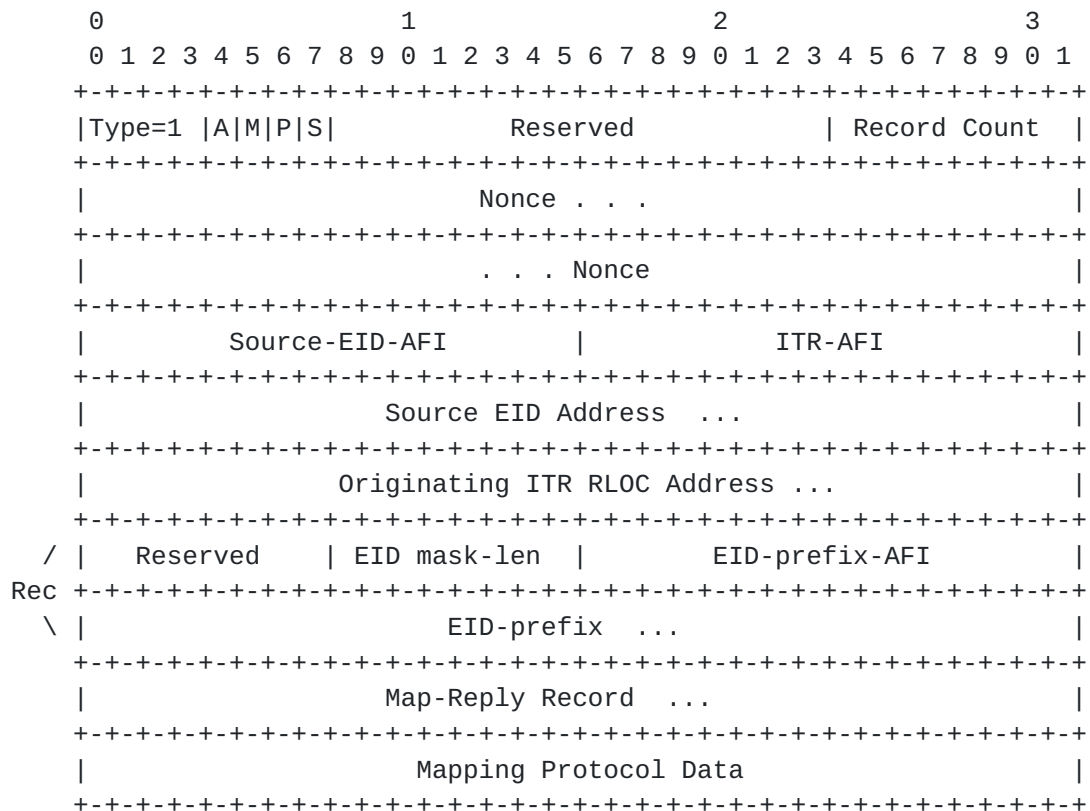 0                   1                   2                   3
 0 1 2 3 4 5 6 7 8 9 0 1 2 3 4 5 6 7 8 9 0 1 2 3 4 5 6 7 8 9 0 1
+-+-+-+-+-+-+-+-+-+-+-+-+-+-+-+-+-+-+-+-+-+-+-+-+-+-+-+-+-+-+-+-+
|Type=1 |A|M|P|S|           Reserved            | Record Count  |
+-+-+-+-+-+-+-+-+-+-+-+-+-+-+-+-+-+-+-+-+-+-+-+-+-+-+-+-+-+-+-+-+
|                         Nonce . . .                           |
+-+-+-+-+-+-+-+-+-+-+-+-+-+-+-+-+-+-+-+-+-+-+-+-+-+-+-+-+-+-+-+-+
|                         . . . Nonce                           |
+-+-+-+-+-+-+-+-+-+-+-+-+-+-+-+-+-+-+-+-+-+-+-+-+-+-+-+-+-+-+-+-+
|         Source-EID-AFI        |            ITR-AFI            |
+-+-+-+-+-+-+-+-+-+-+-+-+-+-+-+-+-+-+-+-+-+-+-+-+-+-+-+-+-+-+-+-+
|                   Source EID Address  ...                     |
+-+-+-+-+-+-+-+-+-+-+-+-+-+-+-+-+-+-+-+-+-+-+-+-+-+-+-+-+-+-+-+-+
|                Originating ITR RLOC Address ...               |
+-+-+-+-+-+-+-+-+-+-+-+-+-+-+-+-+-+-+-+-+-+-+-+-+-+-+-+-+-+-+-+-+
/ |   Reserved    | EID mask-len  |        EID-prefix-AFI         |
Rec +-+-+-+-+-+-+-+-+-+-+-+-+-+-+-+-+-+-+-+-+-+-+-+-+-+-+-+-+-+-+-+-+
\ |                       EID-prefix  ...                         |
+-+-+-+-+-+-+-+-+-+-+-+-+-+-+-+-+-+-+-+-+-+-+-+-+-+-+-+-+-+-+-+-+
|                   Map-Reply Record  ...                       |
+-+-+-+-+-+-+-+-+-+-+-+-+-+-+-+-+-+-+-+-+-+-+-+-+-+-+-+-+-+-+-+-+
|                     Mapping Protocol Data                     |
+-+-+-+-+-+-+-+-+-+-+-+-+-+-+-+-+-+-+-+-+-+-+-+-+-+-+-+-+-+-+-+-+